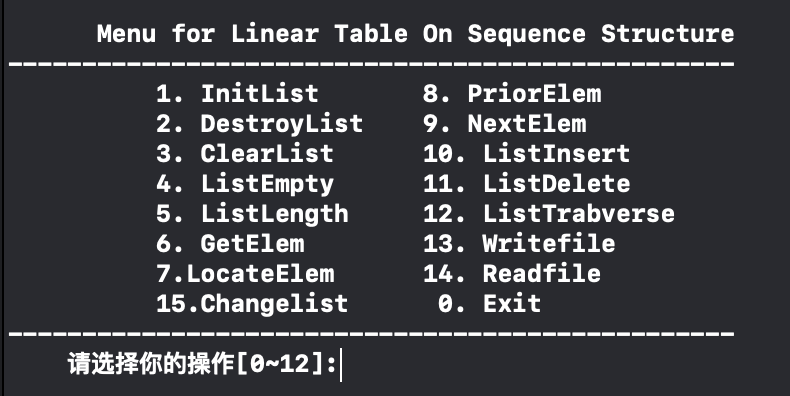 Menu for Linear Table On Sequence Structure
-------------------------------------------------
1. InitList 8. PriorElem
2. DestroyList 9. NextElem
3. ClearList 10. ListInsert
4. ListEmpty 11. ListDelete
5. ListLength 12. ListTrabverse
6. GetElem 13. Writefile
7.LocateElem 14. Readfile
15.Changelist 0. Exit
-------------------------------------------------
请选择你的操作[0~12]: